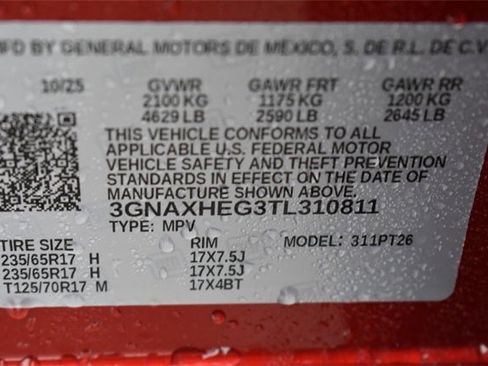 MFD BY GENERAL MOTORS DE MEXICO, S. DE R.L. DE C.V
10/25 GVWR GAWR FRT GAWR RR
2100 KG 1175 KG 1200 KG
4629 LB 2590 LB 2645 LB
THIS VEHICLE CONFORMS TO ALL
APPLICABLE U.S. FEDERAL MOTOR
VEHICLE SAFETY AND THEFT PREVENTION
STANDARDS IN EFFECT ON THE DATE OF
MANUFACTURE SHOWN ABOVE.
3GNAXHEG3TL310811
TYPE: MPV MODEL: 311PT26
TIRE SIZE RIM
235/65R17 H 17X7.5J
235/65R17 H 17X7.5J
T125/70R17 M 17X4BT